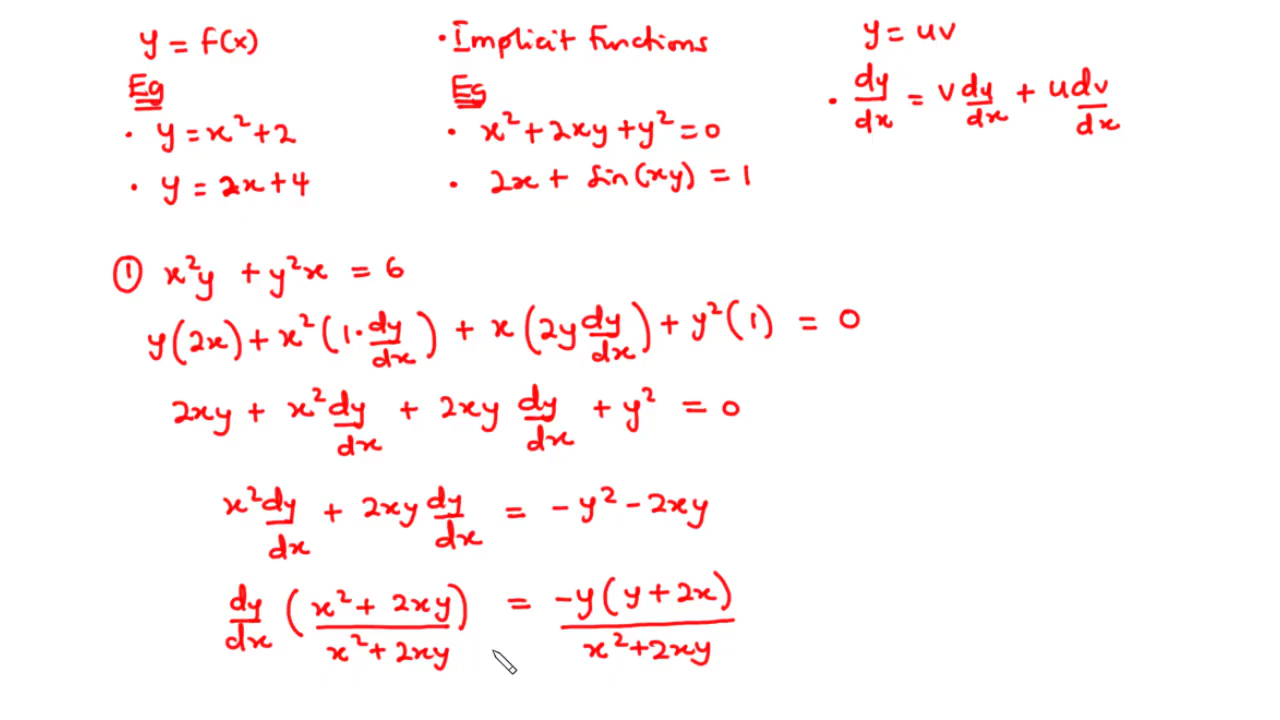 y = f(x)
Eg
• y = x² + 2
• y = 2x + 4
• Implicit Functions
Eg
• x² + 2xy + y² = 0
• 2x + sin(xy) = 1
y = uv
• dy/dx = v dy/dx + u dv/dx
① x²y + y²x = 6
y(2x) + x²(1·dy/dx) + x(2y dy/dx) + y²(1) = 0
2xy + x² dy/dx + 2xy dy/dx + y² = 0
x² dy/dx + 2xy dy/dx = -y² - 2xy
dy/dx (x² + 2xy)/(x² + 2xy) = -y(y + 2x)/(x² + 2xy)